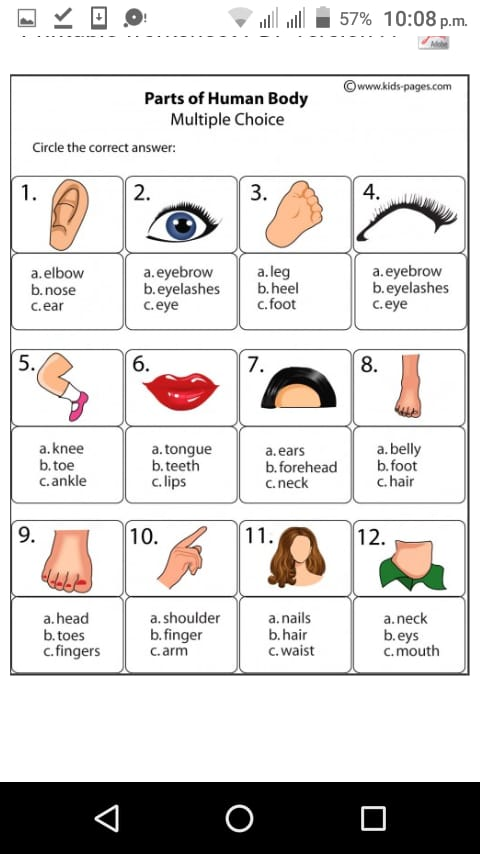 57% 10:08 p.m.
Adobe
©www.kids-pages.com
Parts of Human Body
Multiple Choice
Circle the correct answer:
1. 2. 3. 4.
a. elbow
b. nose
c. ear
a. eyebrow
b. eyelashes
c. eye
a. leg
b. heel
c. foot
a. eyebrow
b. eyelashes
c. eye
5. 6. 7. 8.
a. knee
b. toe
c. ankle
a. tongue
b. teeth
c. lips
a. ears
b. forehead
c. neck
a. belly
b. foot
c. hair
9. 10. 11. 12.
a. head
b. toes
c. fingers
a. shoulder
b. finger
c. arm
a. nails
b. hair
c. waist
a. neck
b. eys
c. mouth